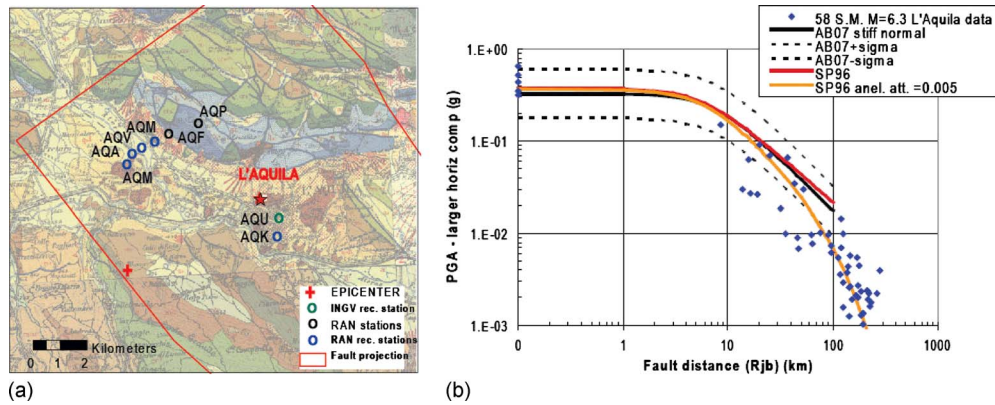 AQP
AQM
AQV
AQF
AQA
AQM
L'AQUILA
AQU
AQK
EPICENTER
INGV rec. station
RAN stations
RAN rec. stations
Fault projection
Kilometers
0 1 2
(a)
58 S.M. M=6.3 L'Aquila data
AB07 stiff normal
AB07+sigma
AB07-sigma
SP96
SP96 anel. att. =0.005
PGA - larger horiz comp (g)
1.E+00
1.E-01
1.E-02
1.E-03
0 1 10 100 1000
Fault distance (Rjb) (km)
(b)